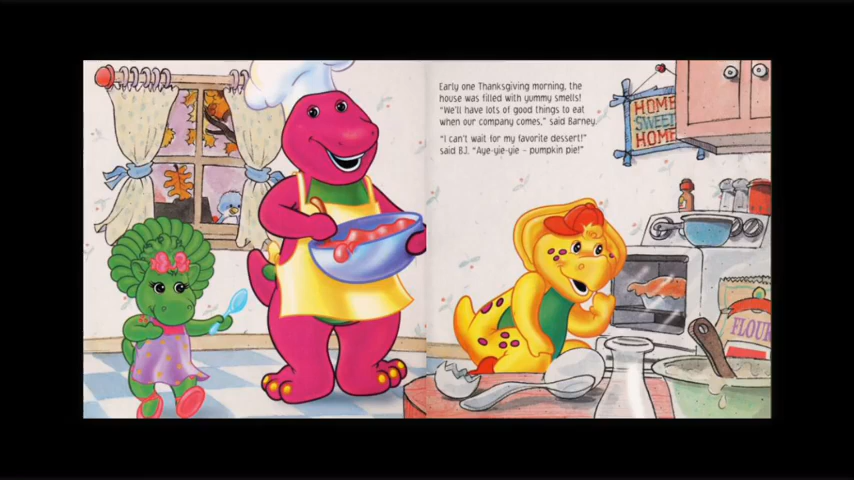 Early one Thanksgiving morning, the
house was filled with yummy smells!
"We'll have lots of good things to eat
when our company comes," said Barney.
"I can't wait for my favorite dessert!"
said BJ. "Aye-yie-yie – pumpkin pie!"
HOME
SWEET
HOME
FLOUR